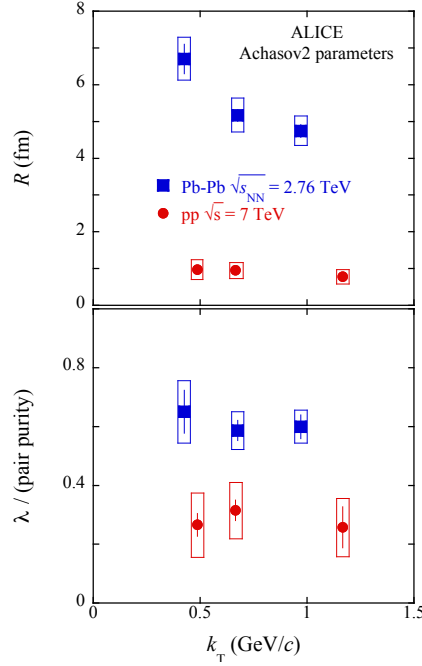 ALICE
Achasov2 parameters
8
6
4
2
0
R (fm)
Pb-Pb √sNN = 2.76 TeV
pp √s = 7 TeV
0.8
0.4
0
λ / (pair purity)
0 0.5 1 1.5
kT (GeV/c)